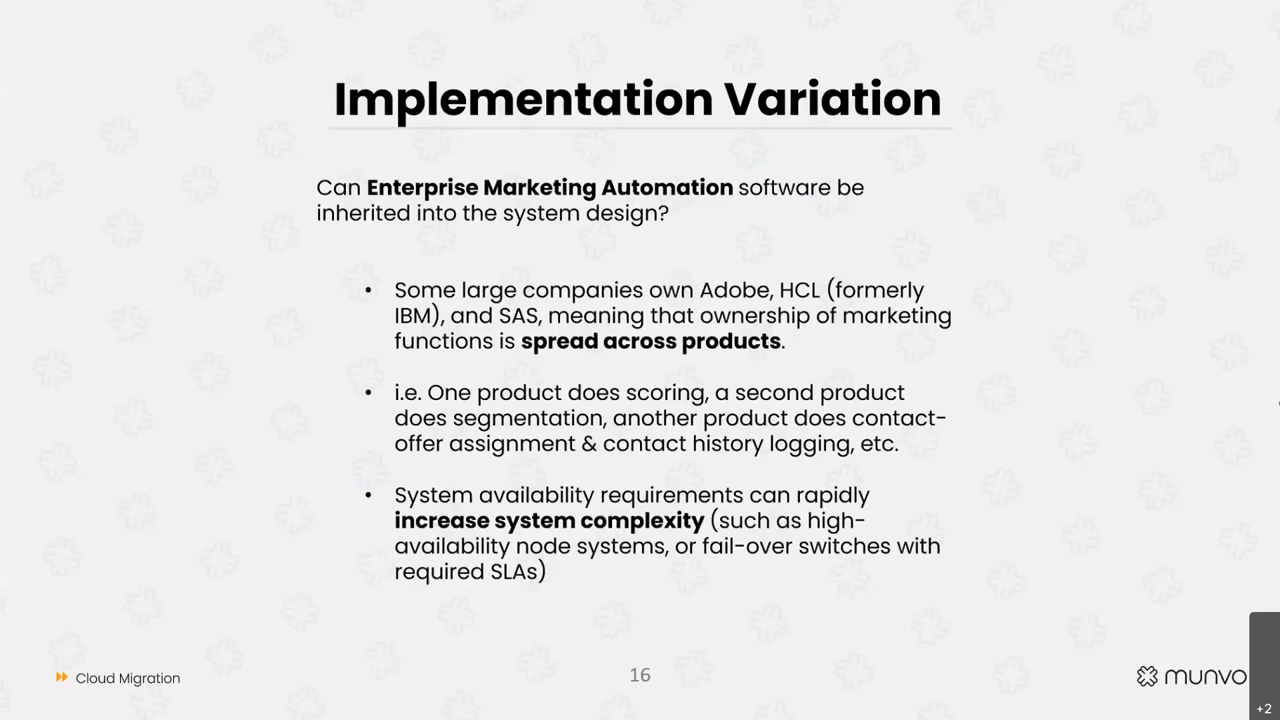 Implementation Variation
Can Enterprise Marketing Automation software be
inherited into the system design?
• Some large companies own Adobe, HCL (formerly
IBM), and SAS, meaning that ownership of marketing
functions is spread across products.
• i.e. One product does scoring, a second product
does segmentation, another product does contact-
offer assignment & contact history logging, etc.
• System availability requirements can rapidly
increase system complexity (such as high-
availability node systems, or fail-over switches with
required SLAs)
Cloud Migration
16
munvo
+2